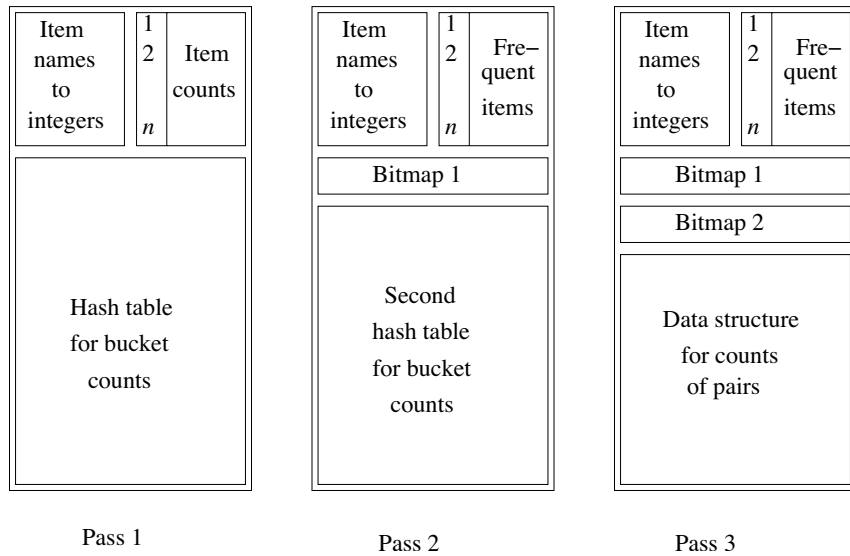 Item
names
to
integers
1
2
n
Item
counts
Hash table
for bucket
counts
Pass 1
Item
names
to
integers
1
2
n
Fre−
quent
items
Bitmap 1
Second
hash table
for bucket
counts
Pass 2
Item
names
to
integers
1
2
n
Fre−
quent
items
Bitmap 1
Bitmap 2
Data structure
for counts
of pairs
Pass 3